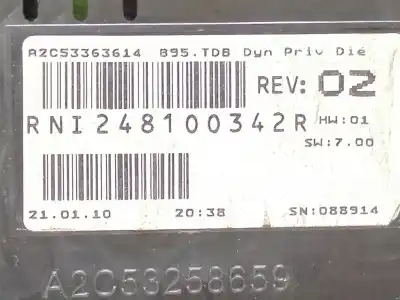 A2C53363614 B95.TDB Dyn Priv Dié
REV: 02
RNI248100342R HW:01
SW:7.00
21.01.10 20:38 SN:088914
A2C53258659